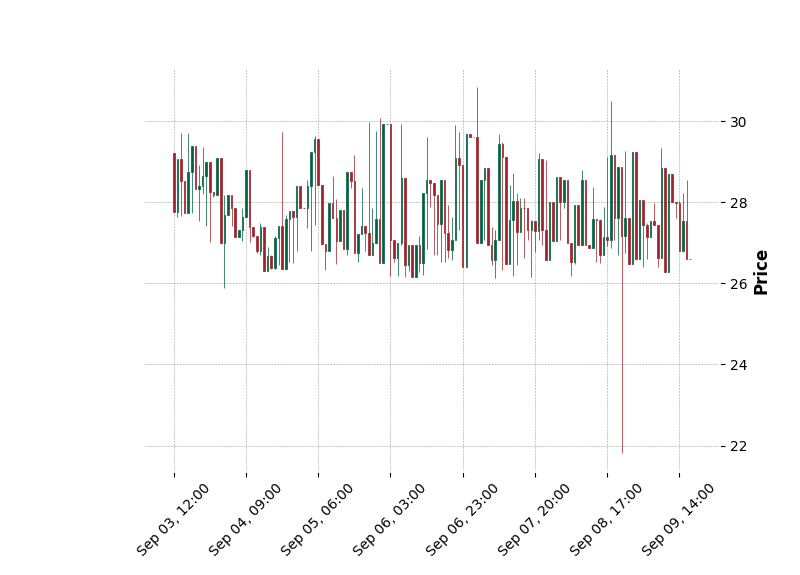 30
28
26
24
22
Price
Sep 03, 12:00
Sep 04, 09:00
Sep 05, 06:00
Sep 06, 03:00
Sep 06, 23:00
Sep 07, 20:00
Sep 08, 17:00
Sep 09, 14:00